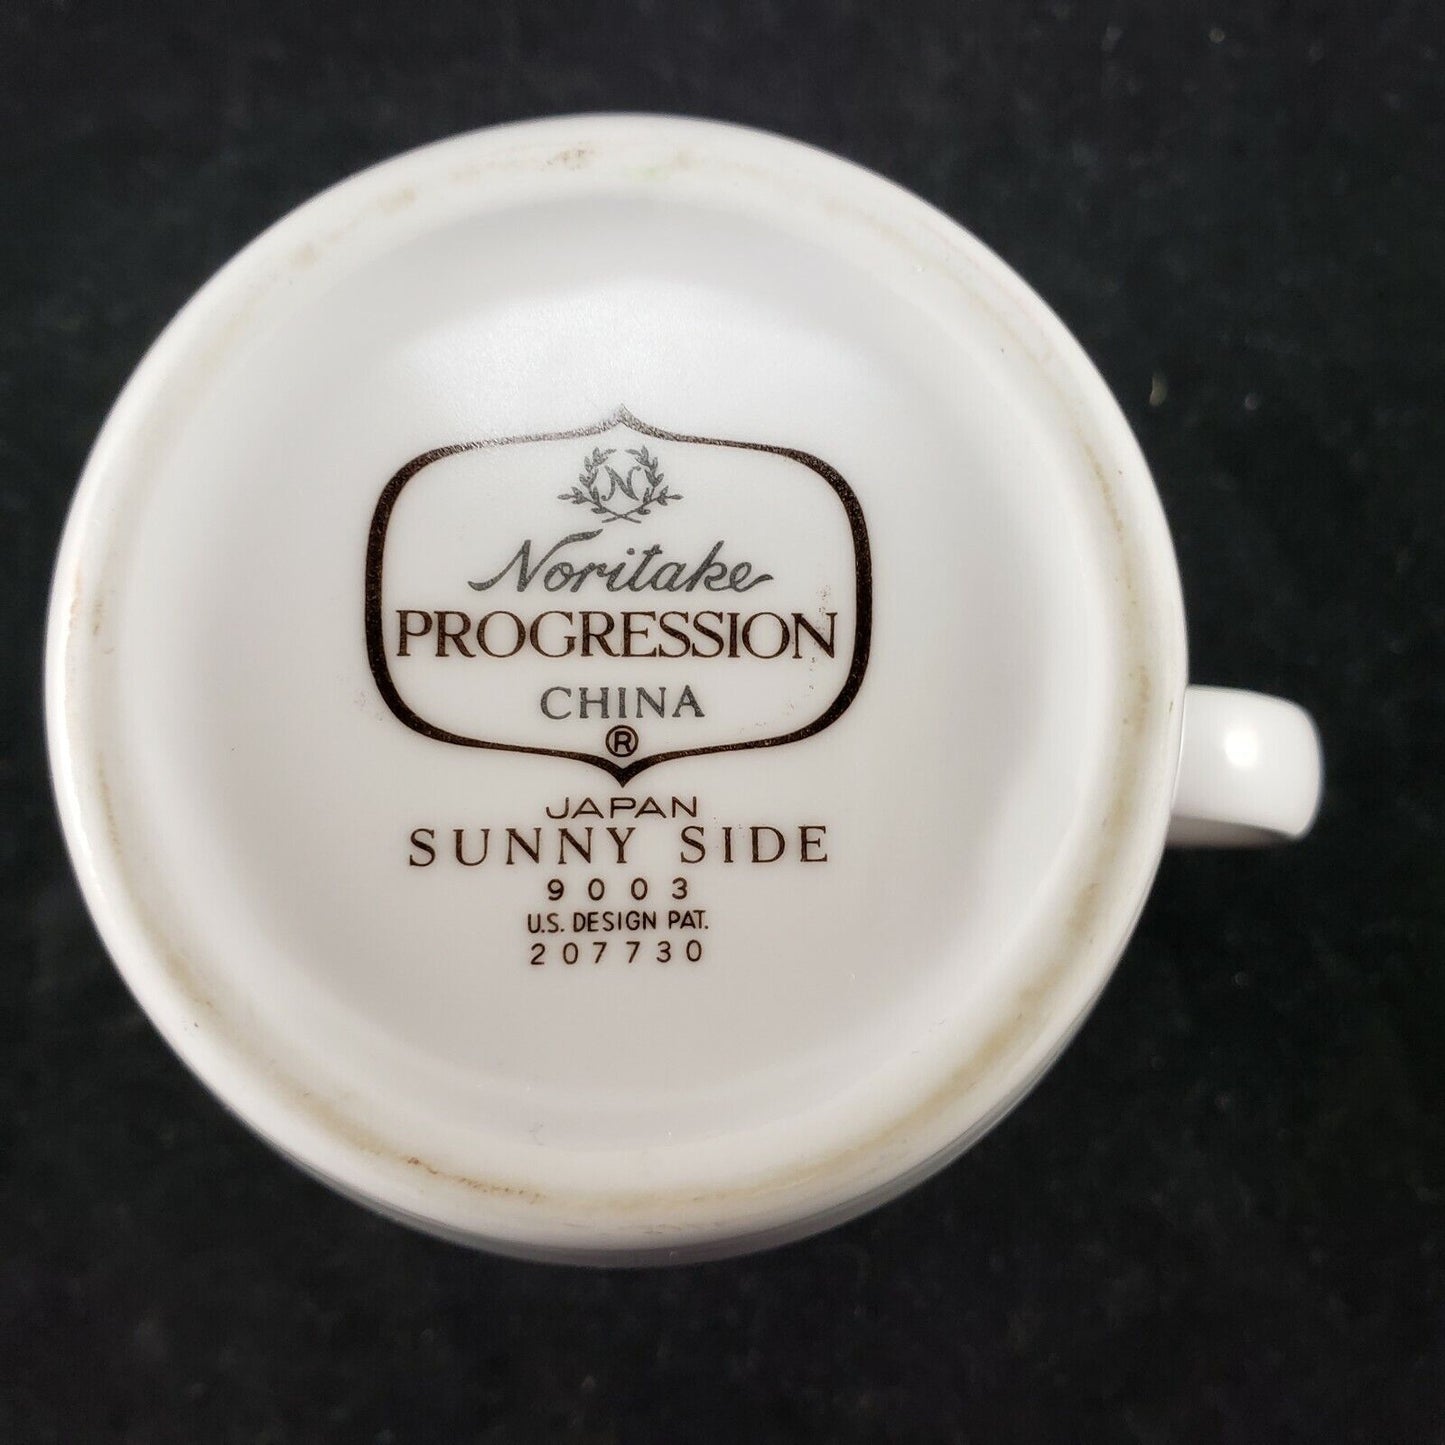 N
Noritake
PROGRESSION
CHINA
®
JAPAN
SUNNY SIDE
9003
U.S. DESIGN PAT.
207730